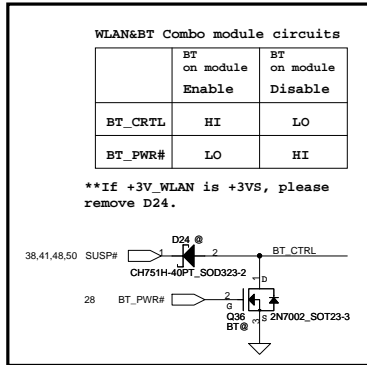 WLAN&BT Combo module circuits
BT on module Enable
BT on module Disable
BT_CRTL HI LO
BT_PWR# LO HI
**If +3V_WLAN is +3VS, please
remove D24.
D24 @
38,41,48,50 SUSP# 1 2 BT_CTRL
CH751H-40PT_SOD323-2
1 D
28 BT_PWR# 2 G
Q36 3 S 2N7002_SOT23-3
BT@